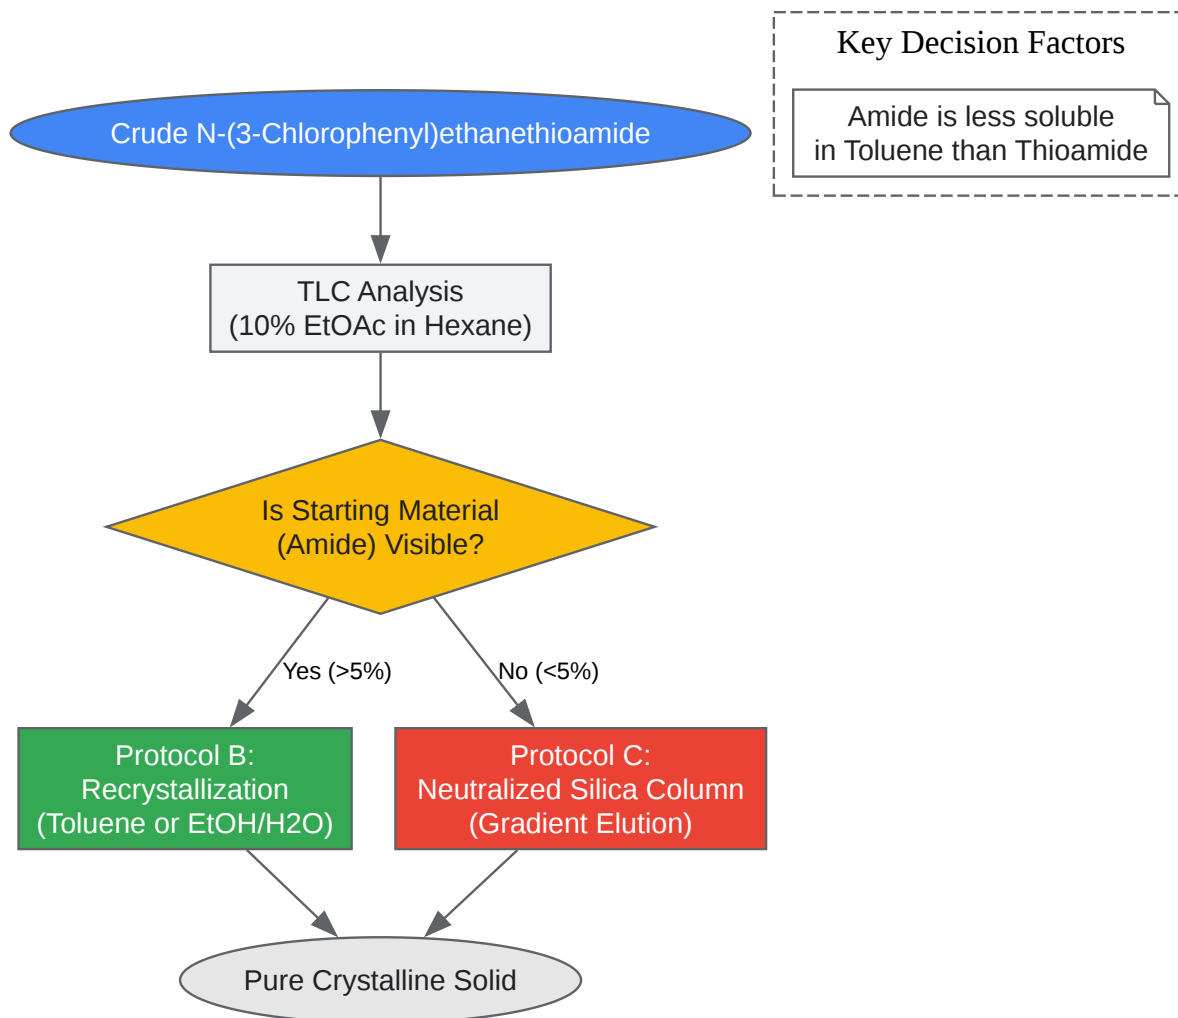 Key Decision Factors
Amide is less soluble
in Toluene than Thioamide
Crude N-(3-Chlorophenyl)ethanethioamide
TLC Analysis
(10% EtOAc in Hexane)
Is Starting Material
(Amide) Visible?
Yes (>5%)
No (<5%)
Protocol B:
Recrystallization
(Toluene or EtOH/H2O)
Protocol C:
Neutralized Silica Column
(Gradient Elution)
Pure Crystalline Solid